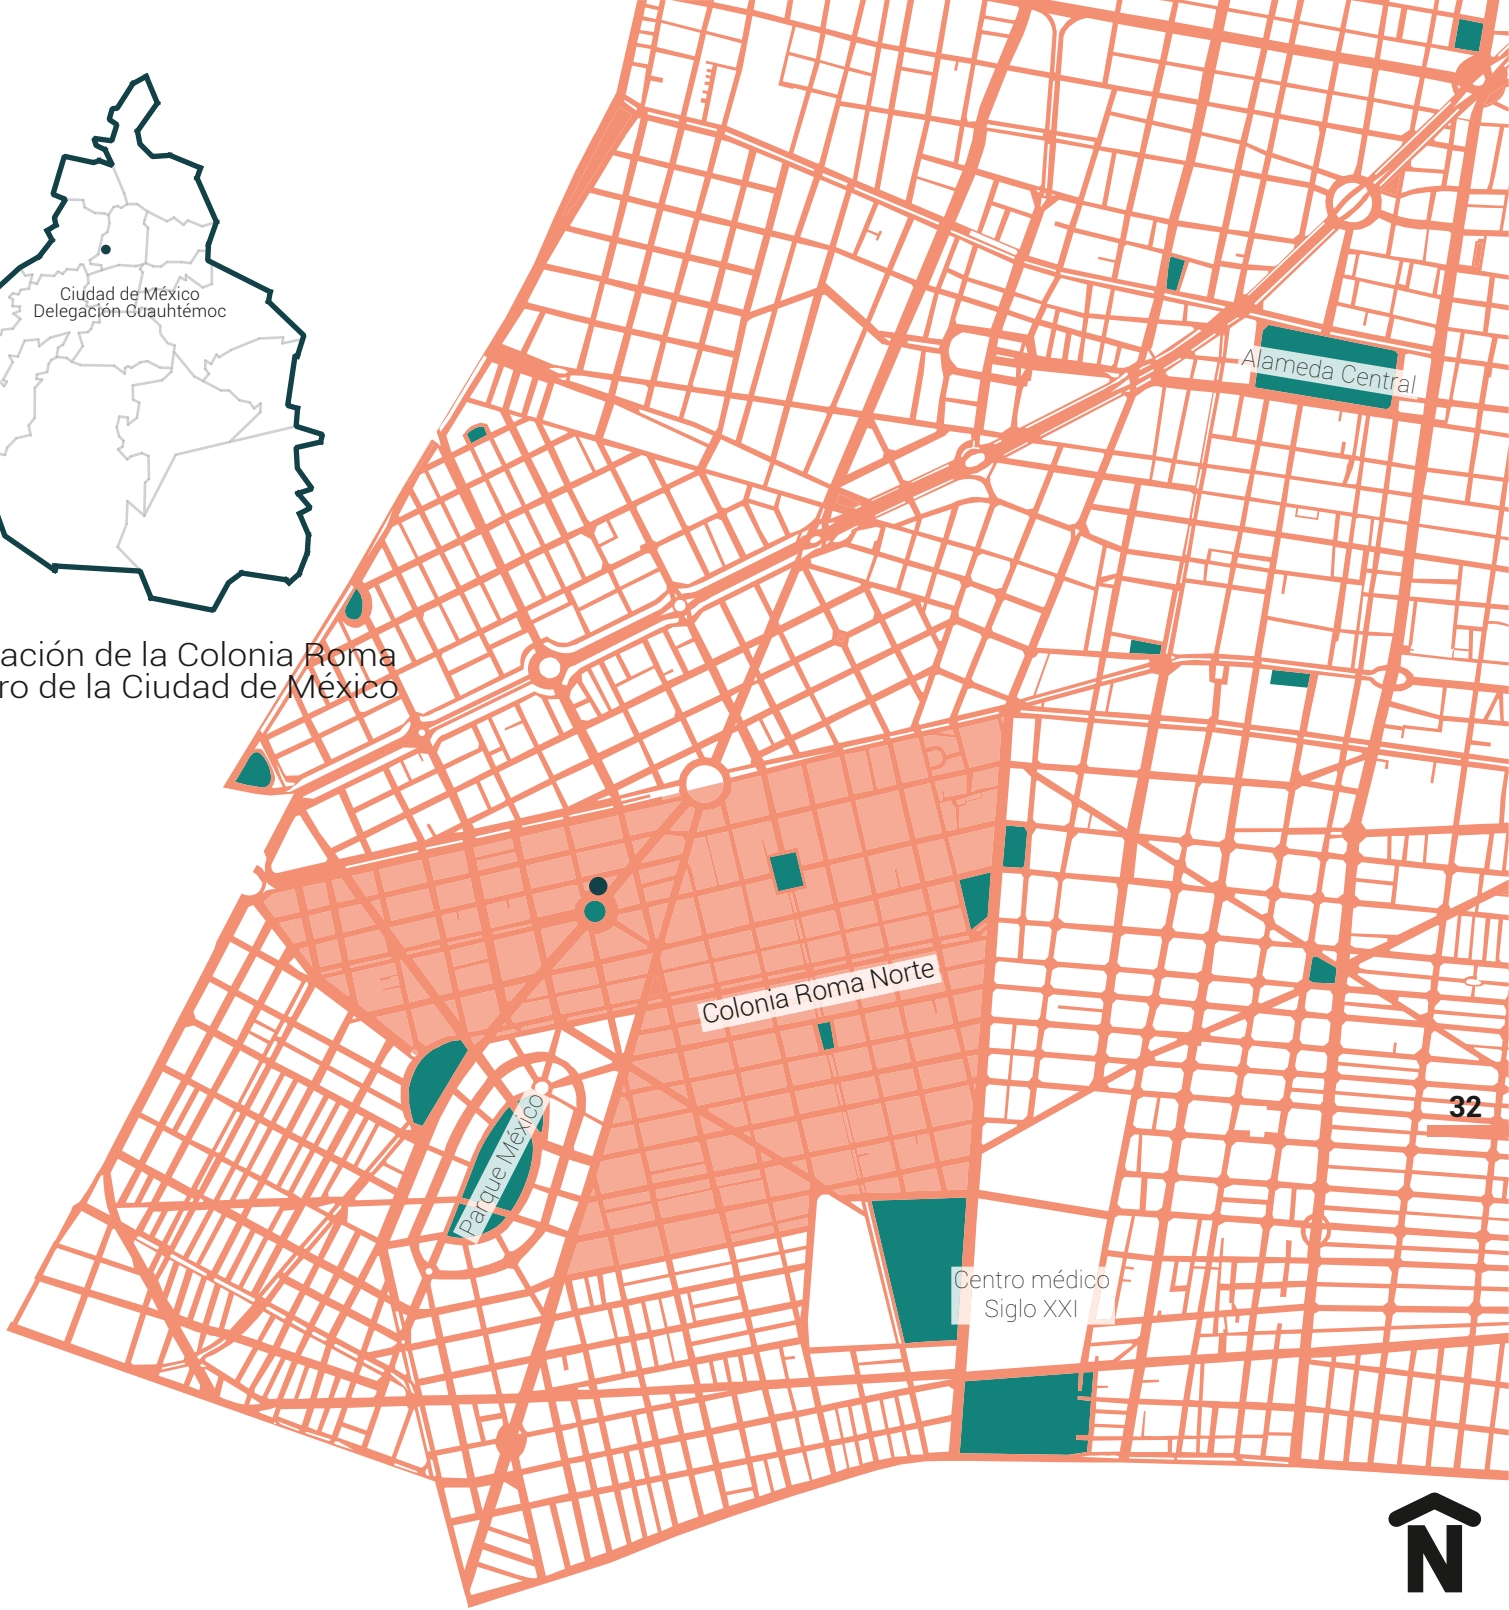 Ciudad de México
Delegación Cuauhtémoc
ación de la Colonia Roma
ro de la Ciudad de México
Alameda Central
Colonia Roma Norte
Parque México
32
Centro médico
Siglo XXI
N